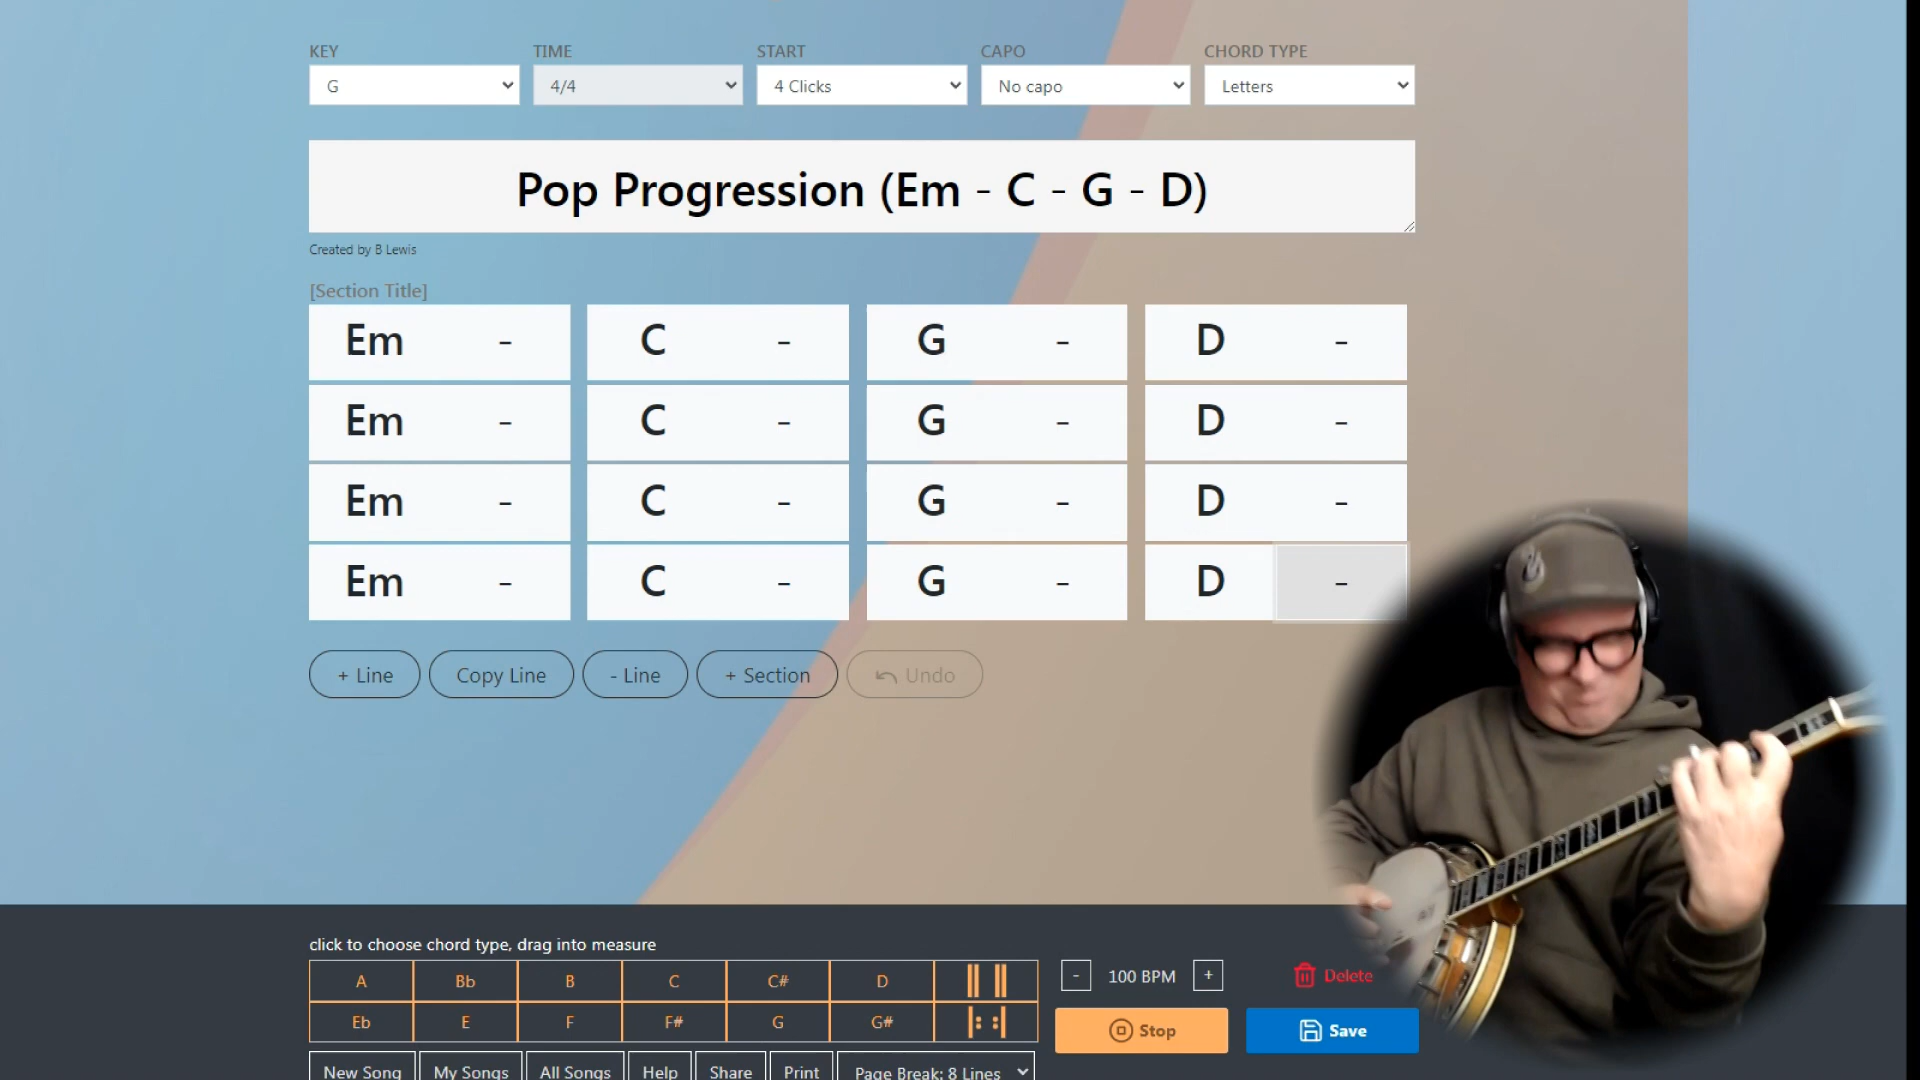 KEY TIME START CAPO CHORD TYPE
G 4/4 4 Clicks No capo Letters
Pop Progression (Em - C - G - D)
Created by B Lewis
[Section Title]
Em - C - G - D -
Em - C - G - D -
Em - C - G - D -
Em - C - G - D -
+ Line Copy Line - Line + Section Undo
click to choose chord type, drag into measure
A Bb B C C# D
- 100 BPM + Delete
Eb E F F# G G#
Stop Save
New Song My Songs All Songs Help Share Print Page Break: 8 Lines